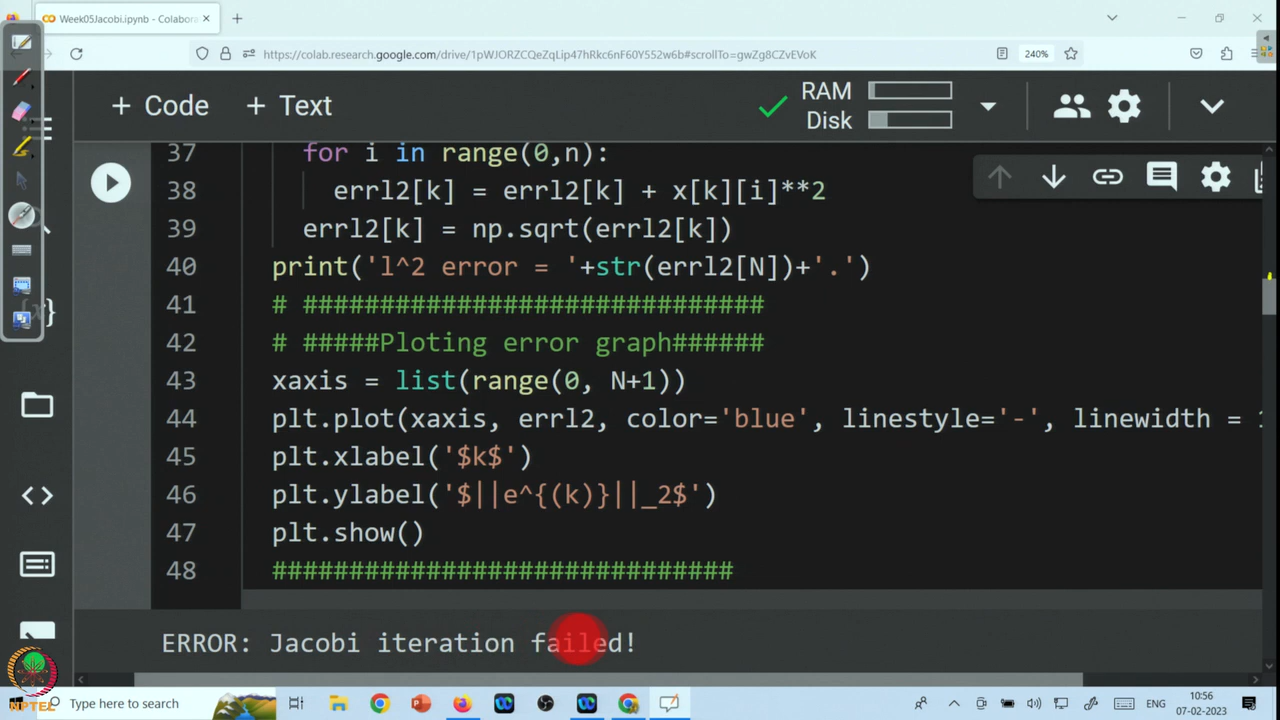 Week05Jacobi.ipynb - Colabora
https://colab.research.google.com/drive/1pWJORZCQeZqLip47hRkc6nF60Y552w6b#scrollTo=gwZg8CZvEVoK
240%
+ Code + Text
RAM
Disk
37 for i in range(0,n):
38 errl2[k] = errl2[k] + x[k][i]**2
39 errl2[k] = np.sqrt(errl2[k])
40 print('l^2 error = '+str(errl2[N])+'.')
41 # ##############################
42 # #####Ploting error graph######
43 xaxis = list(range(0, N+1))
44 plt.plot(xaxis, errl2, color='blue', linestyle='-', linewidth = 1
45 plt.xlabel('$k$')
46 plt.ylabel('$||e^{(k)}||_2$')
47 plt.show()
48 ##############################
ERROR: Jacobi iteration failed!
NPTEL
Type here to search
ENG
10:56
07-02-2023